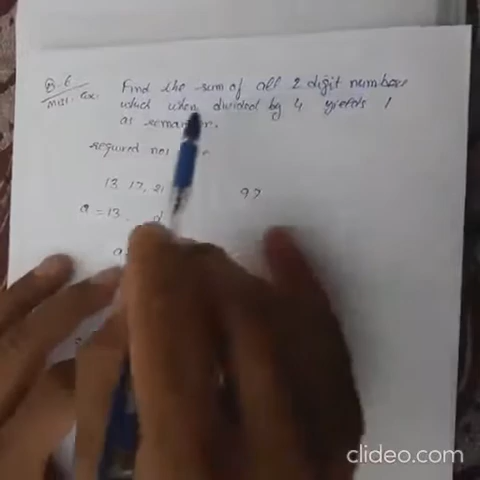 Q.6
Misc. Ex.
Find the sum of all 2 digit numbers
which when divided by 4 yields 1
as
required nos
13, 17, 21
97
a = 13
d
a
clideo.com